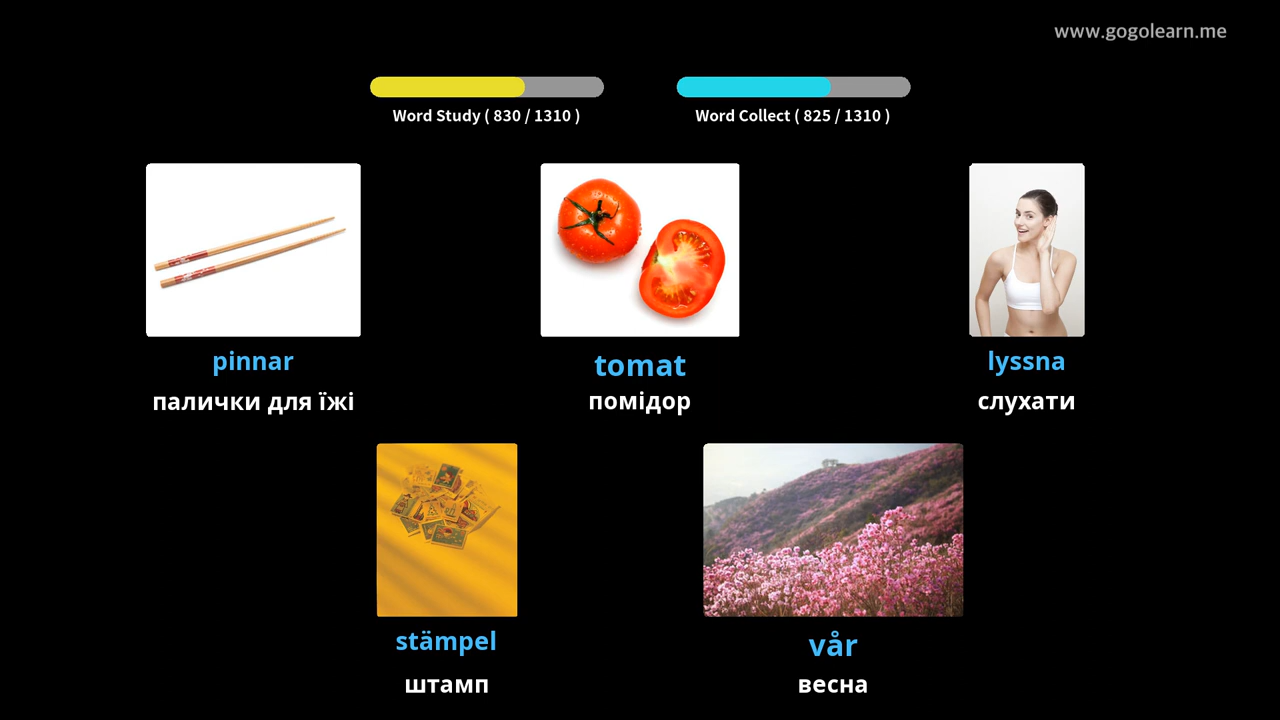 www.gogolearn.me
Word Study ( 830 / 1310 )
Word Collect ( 825 / 1310 )
pinnar
палички для їжі
tomat
помідор
lyssna
слухати
stämpel
штамп
vår
весна